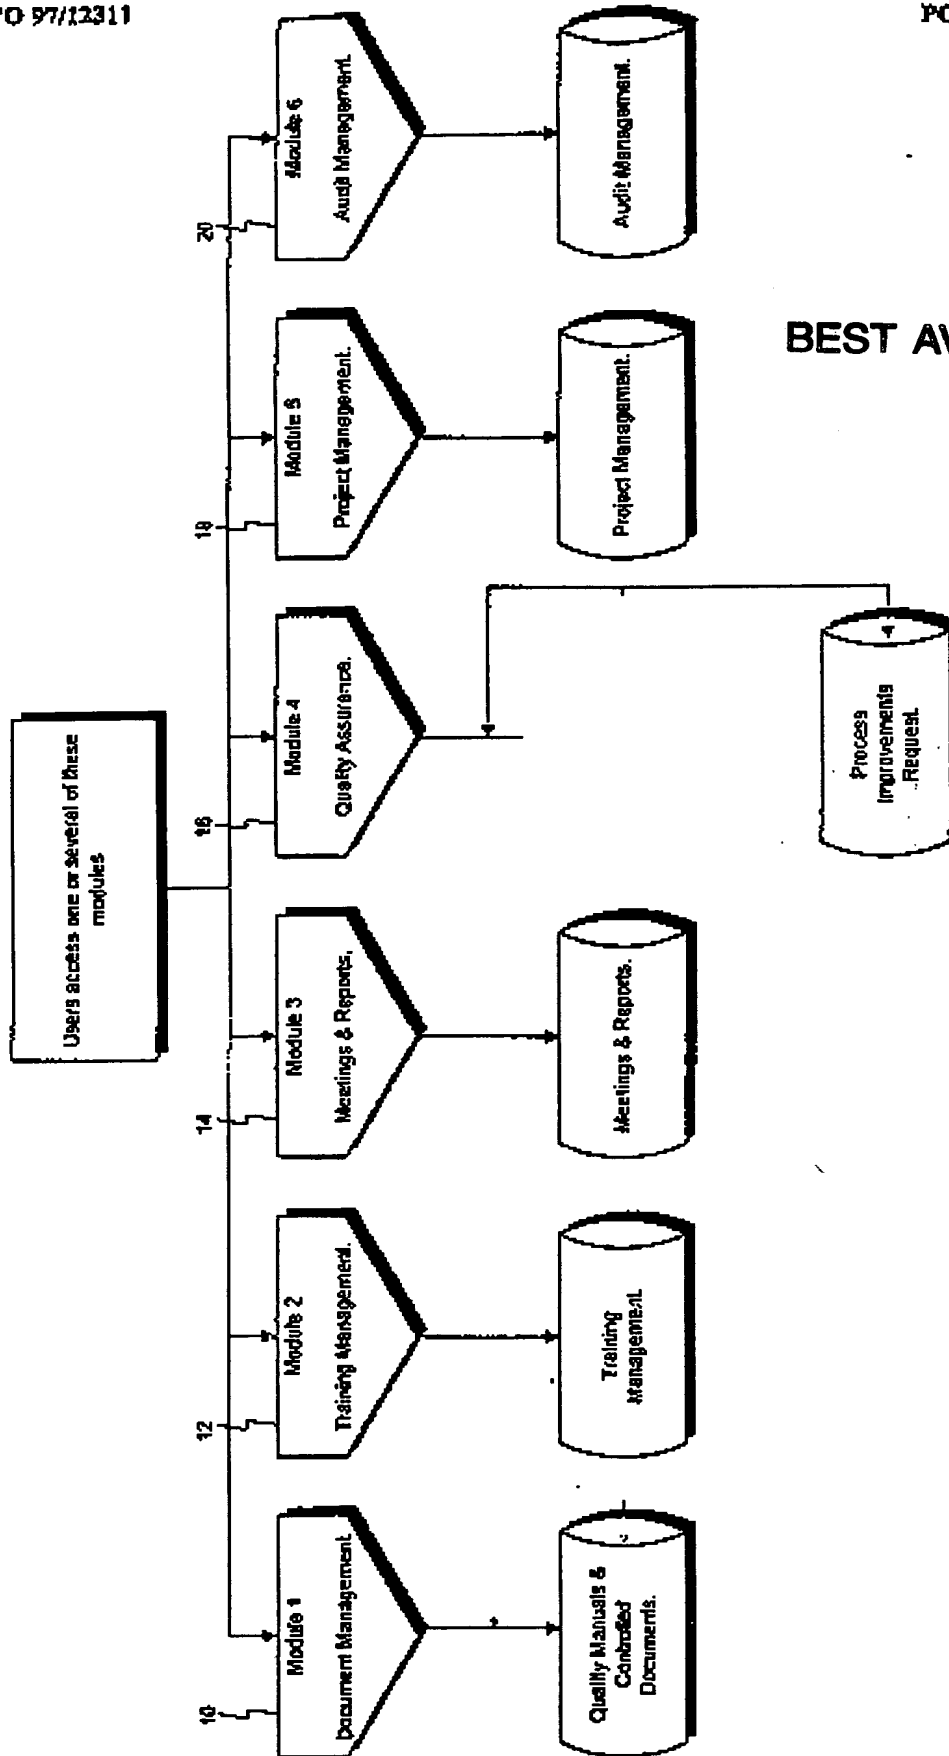 O 97/12311
PC
BEST AV
Users access one or several of these
modules
10
Module 1
Document Management.
12
Module 2
Training Management.
14
Module 3
Meetings & Reports.
16
Module 4
Quality Assurance.
18
Module 5
Project Management.
20
Module 6
Audit Management.
Quality Manuals &
Controlled
Documents.
Training
Management.
Meetings & Reports.
Process
Improvements
Request.
Project Management.
Audit Management.